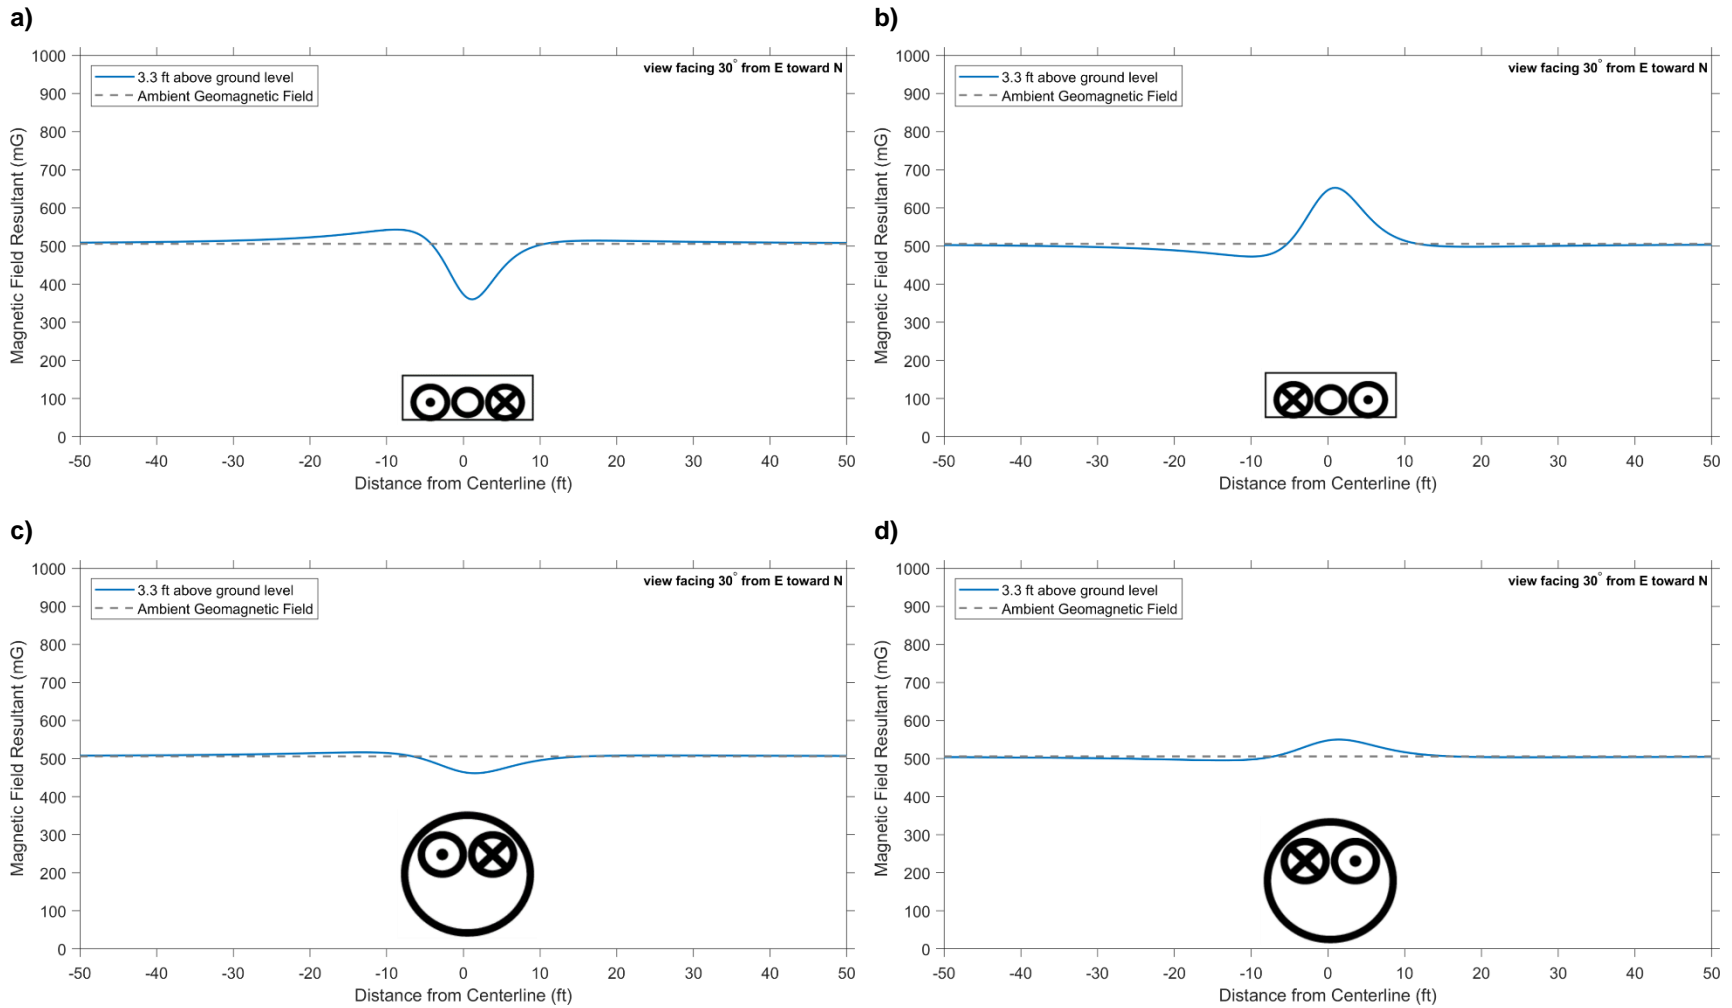 a)
1000
900
800
700
600
500
400
300
200
100
0
Magnetic Field Resultant (mG)
3.3 ft above ground level
Ambient Geomagnetic Field
view facing 30° from E toward N
-50 -40 -30 -20 -10 0 10 20 30 40 50
Distance from Centerline (ft)
b)
1000
900
800
700
600
500
400
300
200
100
0
Magnetic Field Resultant (mG)
3.3 ft above ground level
Ambient Geomagnetic Field
view facing 30° from E toward N
-50 -40 -30 -20 -10 0 10 20 30 40 50
Distance from Centerline (ft)
c)
1000
900
800
700
600
500
400
300
200
100
0
Magnetic Field Resultant (mG)
3.3 ft above ground level
Ambient Geomagnetic Field
view facing 30° from E toward N
-50 -40 -30 -20 -10 0 10 20 30 40 50
Distance from Centerline (ft)
d)
1000
900
800
700
600
500
400
300
200
100
0
Magnetic Field Resultant (mG)
3.3 ft above ground level
Ambient Geomagnetic Field
view facing 30° from E toward N
-50 -40 -30 -20 -10 0 10 20 30 40 50
Distance from Centerline (ft)